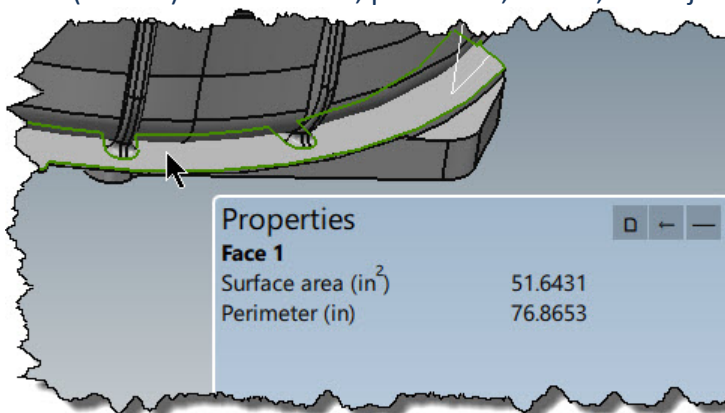 Properties
Face 1
Surface area (in²) 51.6431
Perimeter (in) 76.8653